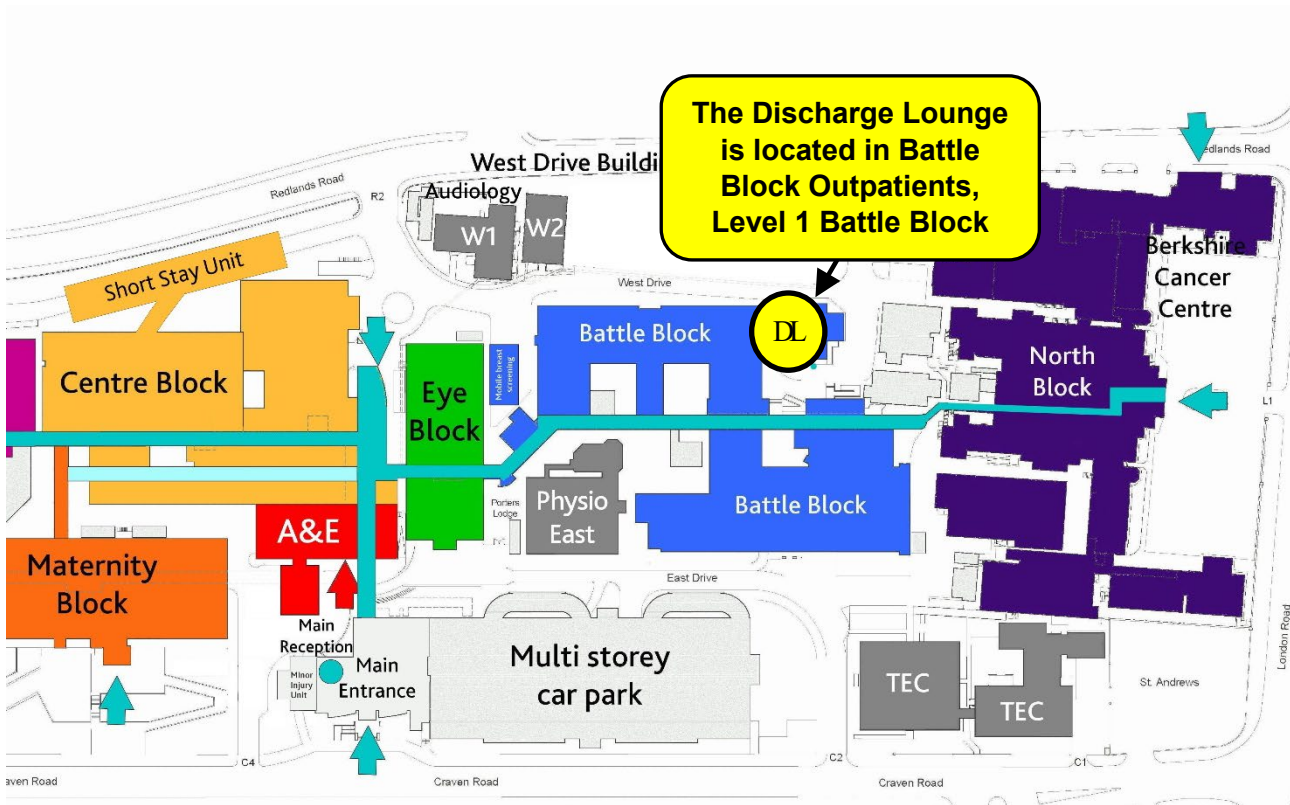 The Discharge Lounge
is located in Battle
Block Outpatients,
Level 1 Battle Block
Redlands Road
R2
West Drive Buildin
Audiology
W1
W2
edlands Road
Berkshire
Cancer
Centre
Short Stay Unit
West Drive
DL
Battle Block
Mobile breast
screening
Centre Block
Eye
Block
North
Block
L1
Physio
East
Porters
Lodge
Battle Block
A&E
Maternity
Block
East Drive
Main
Reception
Minor
Injury
Unit
Main
Entrance
Multi storey
car park
TEC
TEC
St. Andrews
London Road
C4
C2
C1
raven Road
Craven Road
Craven Road